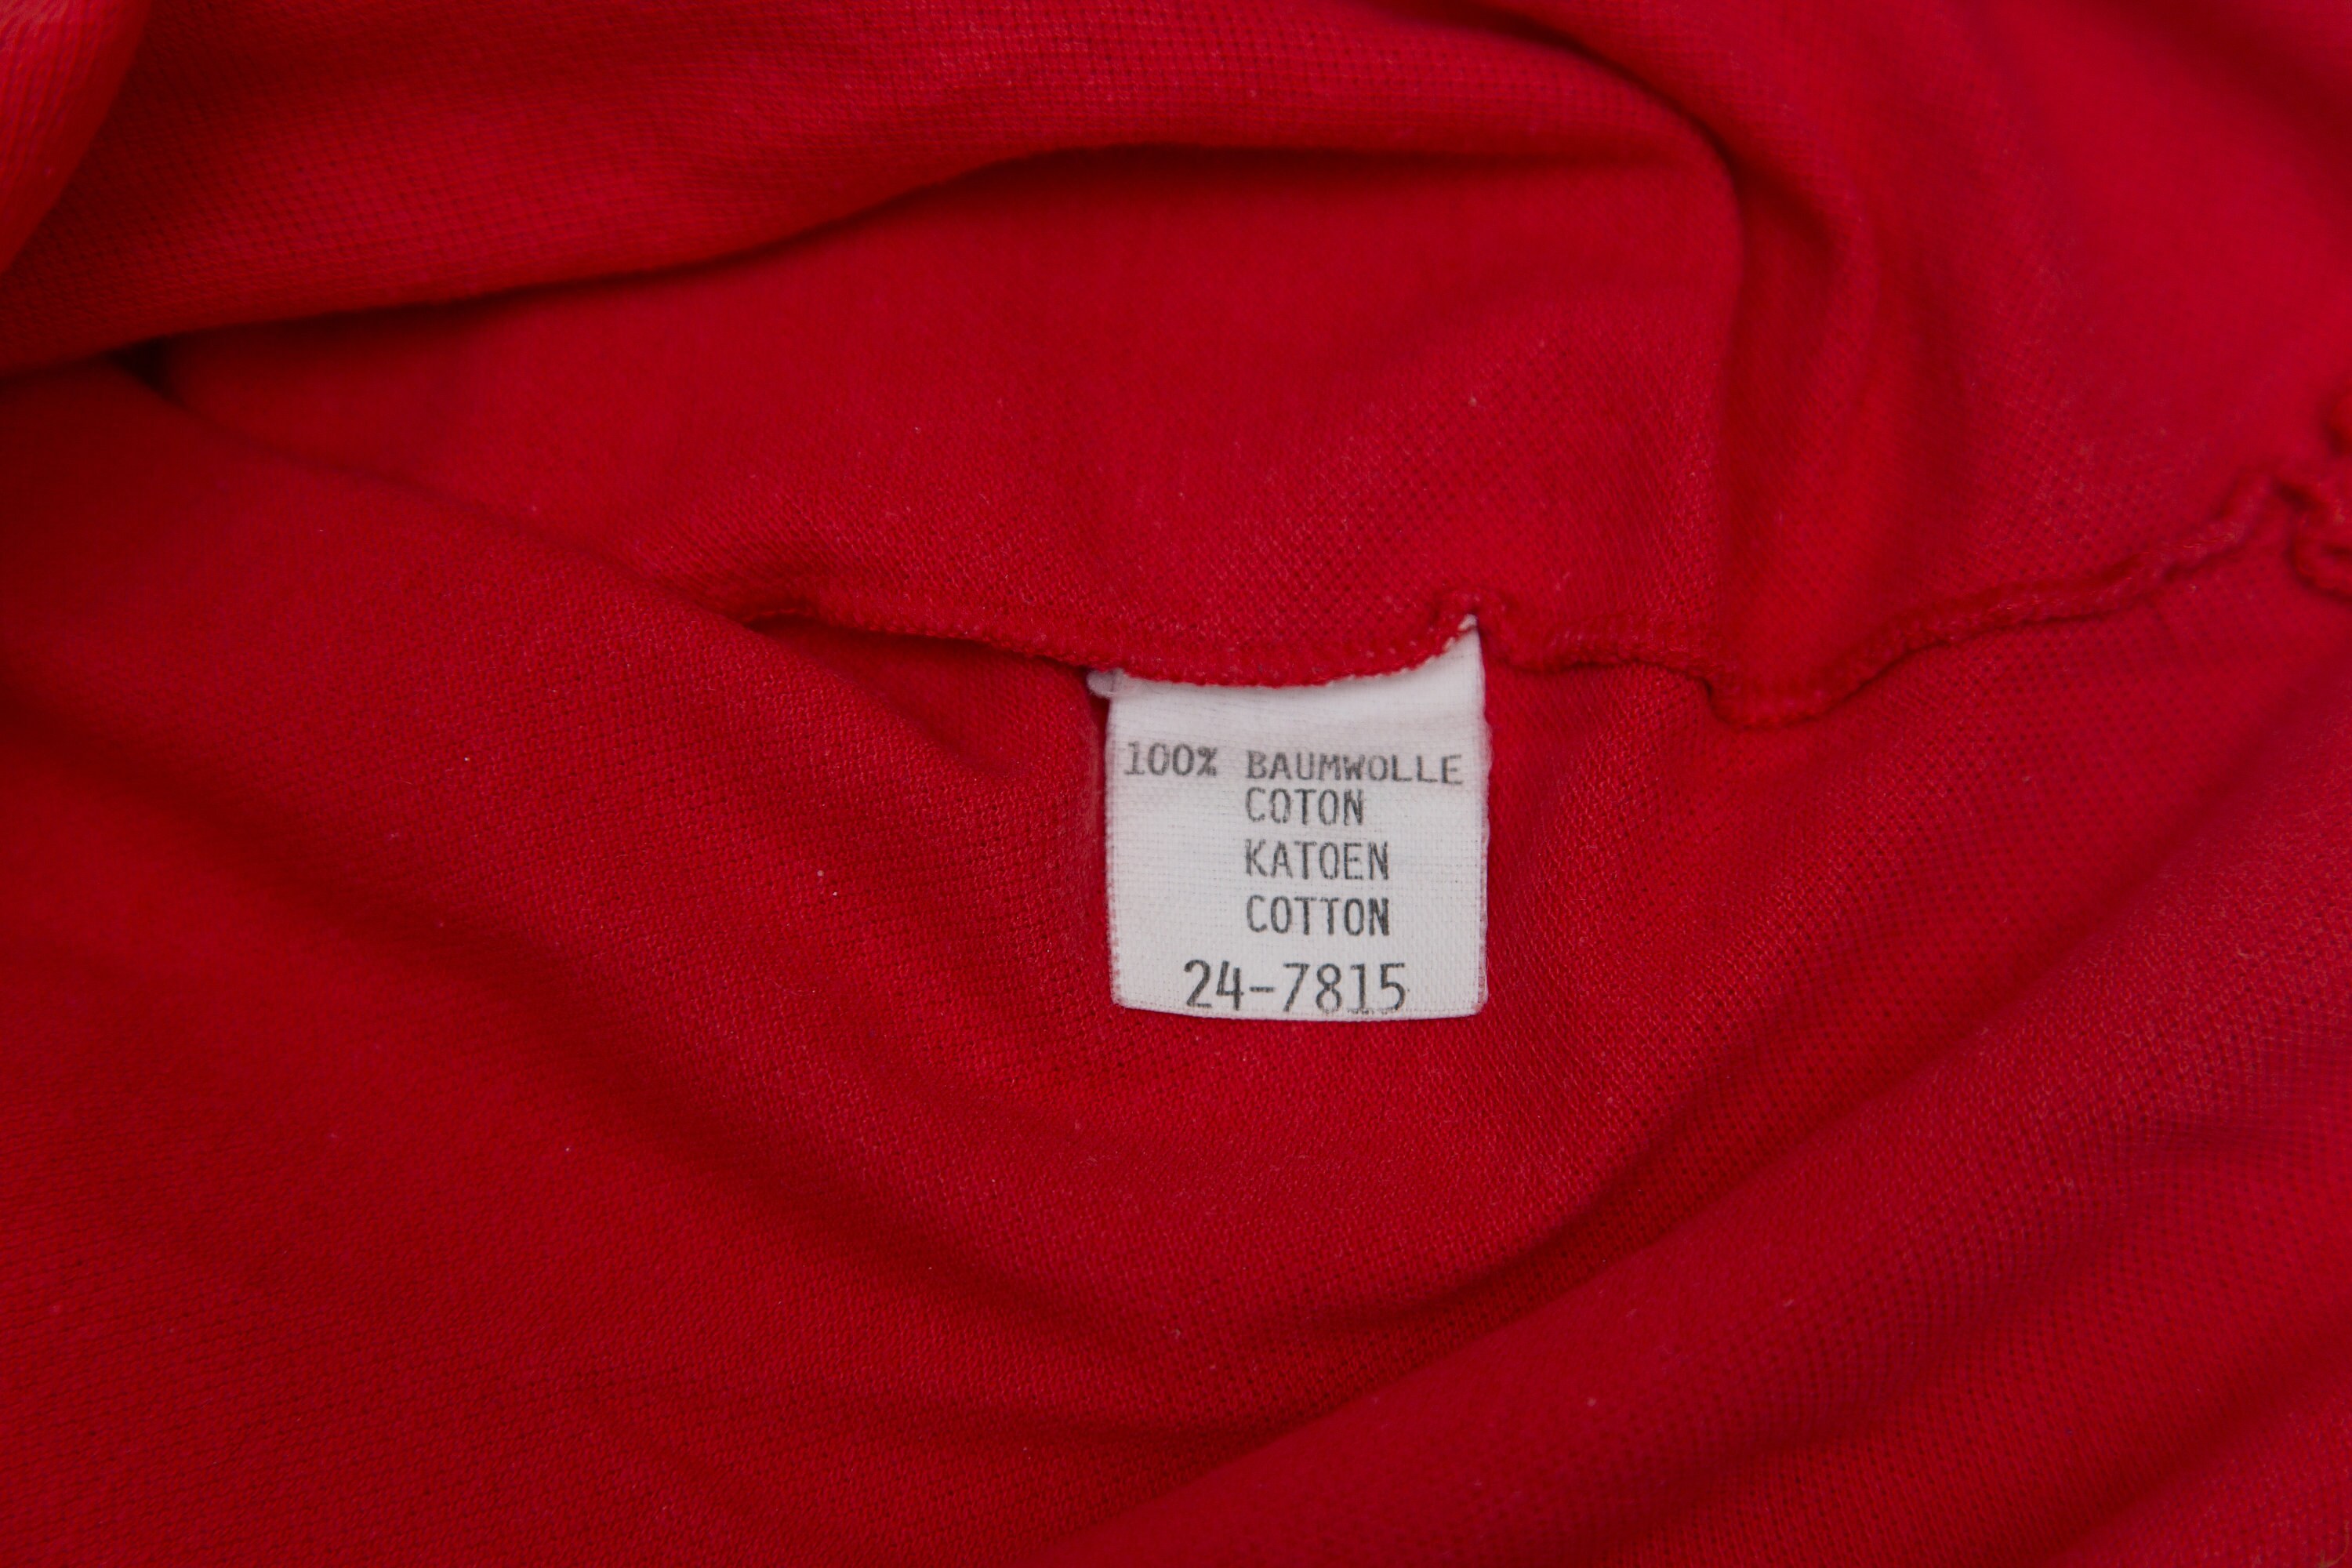 100% BAUMWOLLE
COTON
KATOEN
COTTON
24-7815